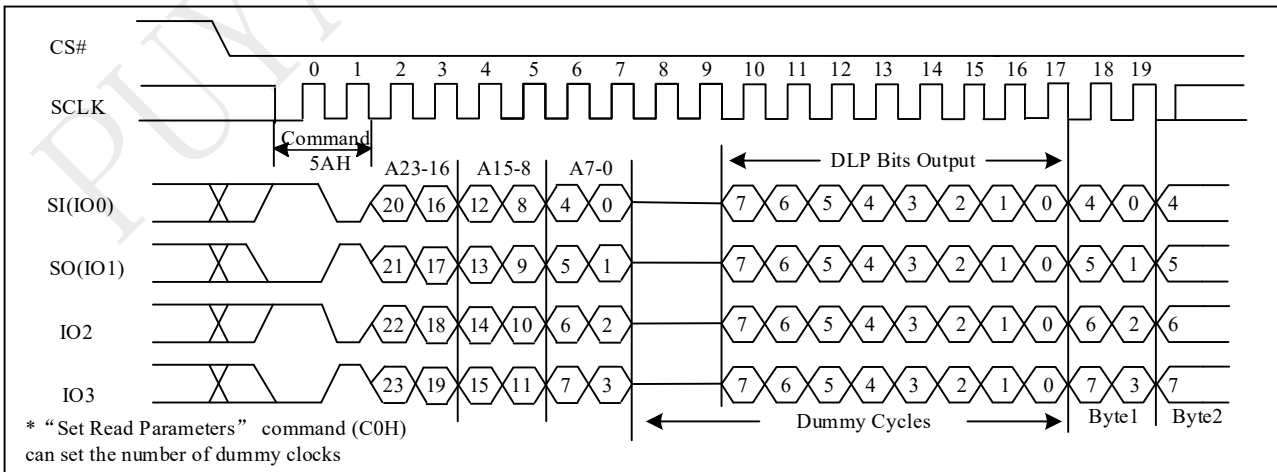 PUYA
CS#
0 1 2 3 4 5 6 7 8 9 10 11 12 13 14 15 16 17 18 19
SCLK
Command
5AH
A23-16 A15-8 A7-0 DLP Bits Output
SI(IO0) 20 16 12 8 4 0 7 6 5 4 3 2 1 0 4 0 4
SO(IO1) 21 17 13 9 5 1 7 6 5 4 3 2 1 0 5 1 5
IO2 22 18 14 10 6 2 7 6 5 4 3 2 1 0 6 2 6
IO3 23 19 15 11 7 3 7 6 5 4 3 2 1 0 7 3 7
Dummy Cycles Byte1 Byte2
* “Set Read Parameters” command (C0H)
can set the number of dummy clocks